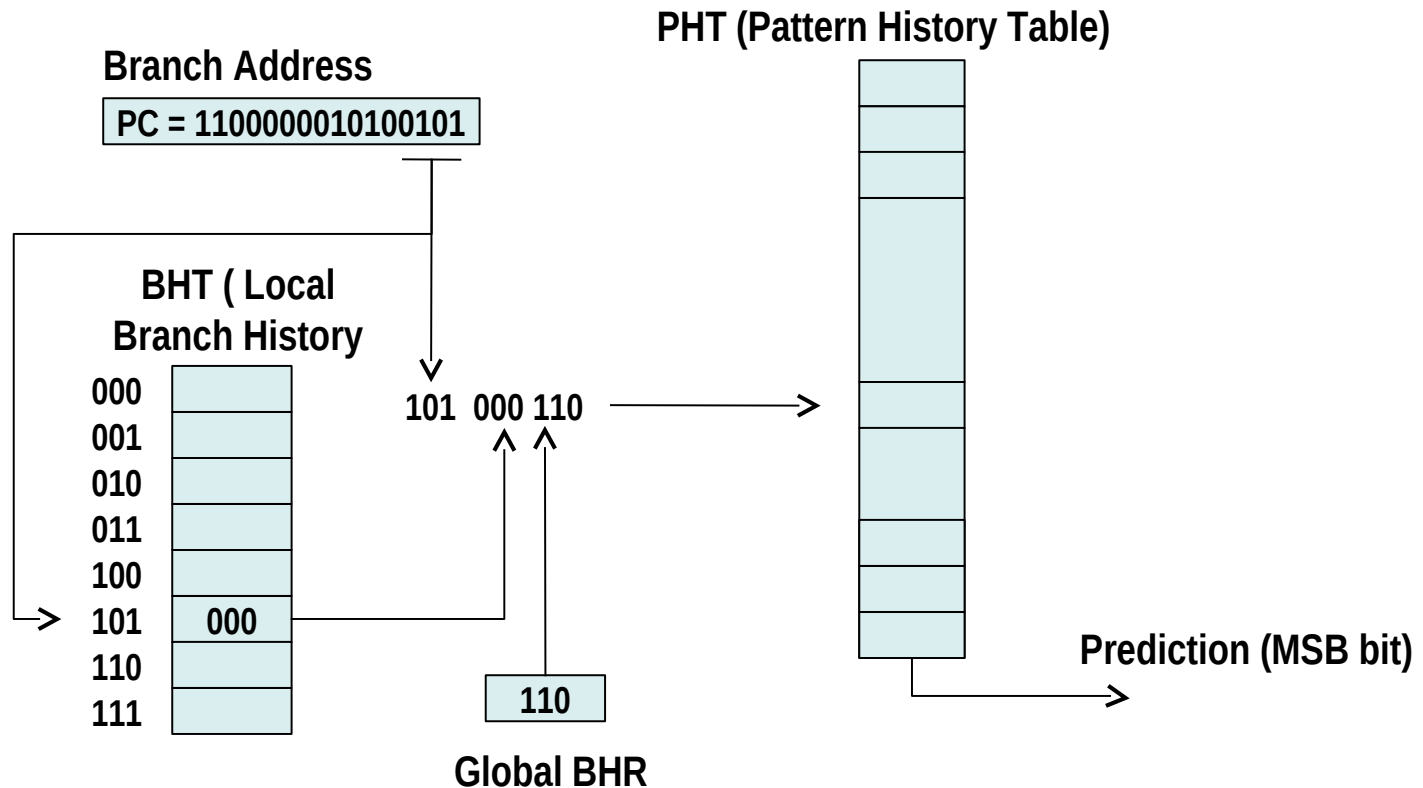 PHT (Pattern History Table)
Branch Address
PC = 1100000010100101
BHT ( Local
Branch History
000
001
010
011
100
101
110
111
000
101 000 110
110
Global BHR
Prediction (MSB bit)